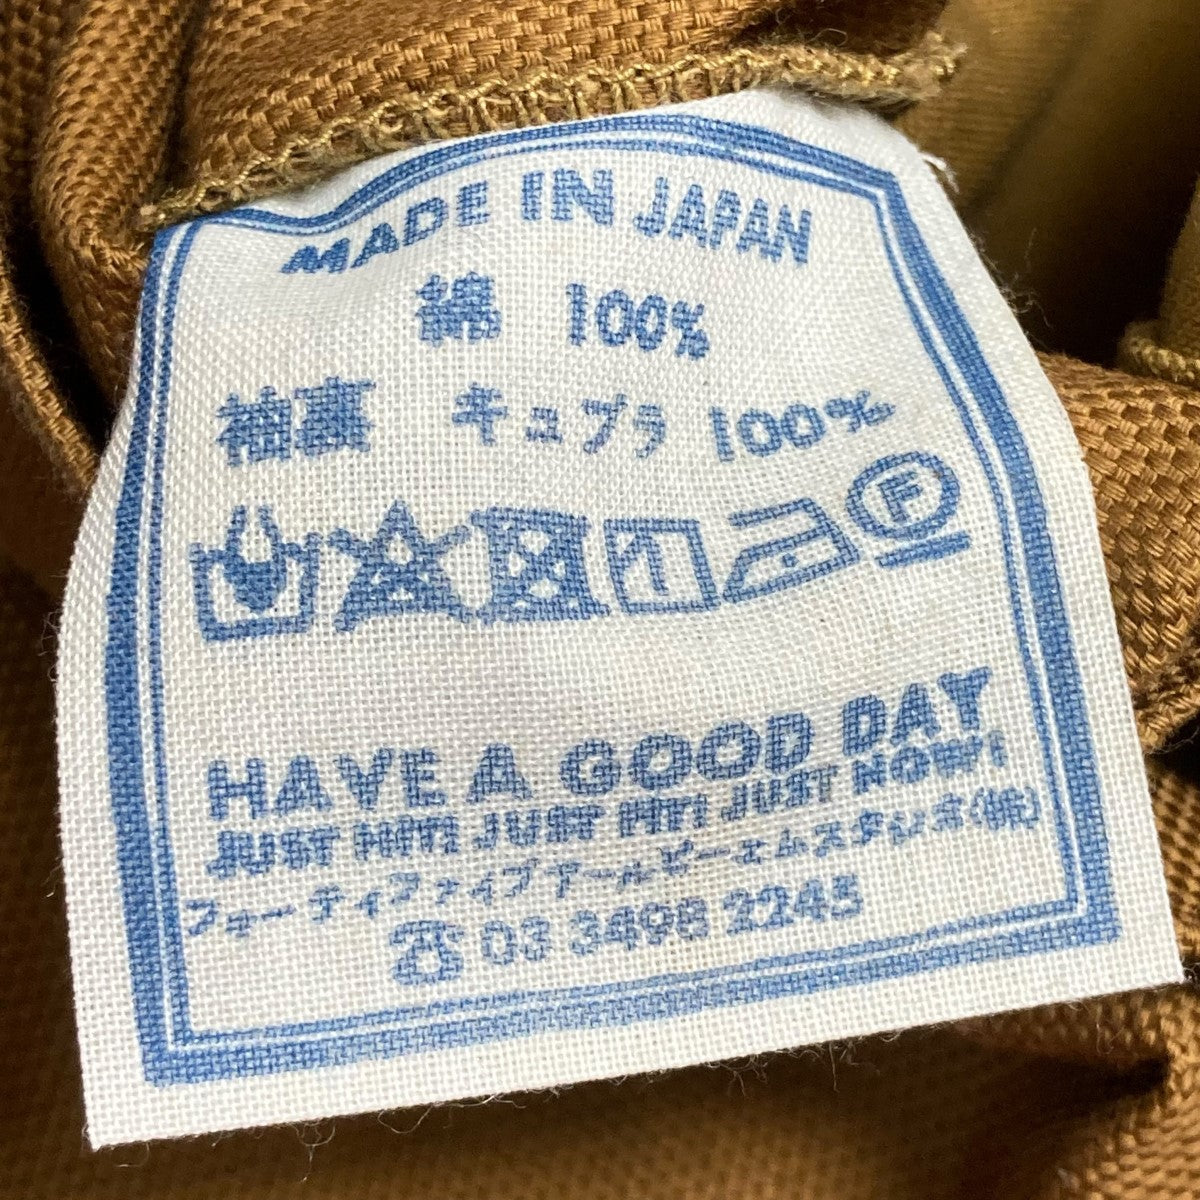 MADE IN JAPAN
綿 100%
袖裏 キュプラ 100%
F
HAVE A GOOD DAY
JUST HIT! JUST FIT! JUST NOW!
フォーティファイブアールピーエムスタジオ(株)
☎ 03 3498 2245